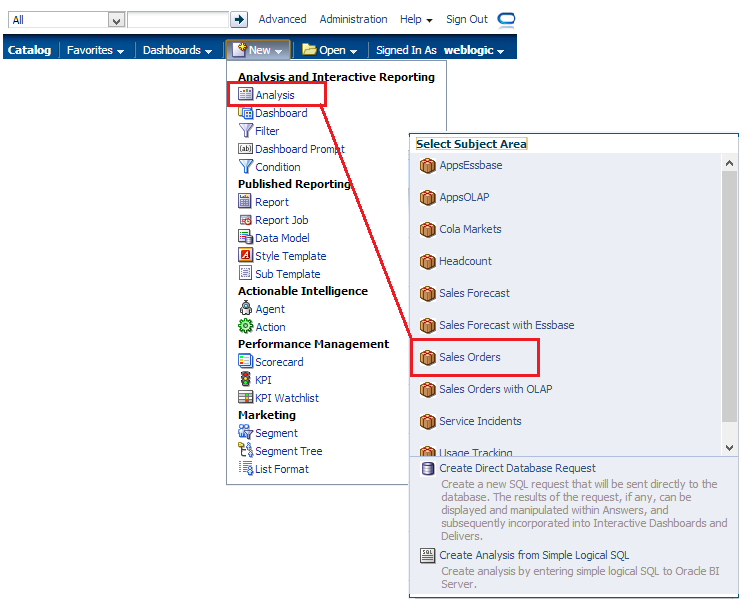 All Advanced Administration Help Sign Out
Catalog Favorites Dashboards New Open Signed In As weblogic
Analysis and Interactive Reporting
Analysis
Dashboard
Filter
Dashboard Prompt
Condition
Published Reporting
Report
Report Job
Data Model
Style Template
Sub Template
Actionable Intelligence
Agent
Action
Performance Management
Scorecard
KPI
KPI Watchlist
Marketing
Segment
Segment Tree
List Format
Select Subject Area
AppsEssbase
AppsOLAP
Cola Markets
Headcount
Sales Forecast
Sales Forecast with Essbase
Sales Orders
Sales Orders with OLAP
Service Incidents
Usage Tracking
Create Direct Database Request
Create a new SQL request that will be sent directly to the
database. The results of the request, if any, can be
displayed and manipulated within Answers, and
subsequently incorporated into Interactive Dashboards and
Delivers.
SQL Create Analysis from Simple Logical SQL
Create analysis by entering simple logical SQL to Oracle BI
Server.